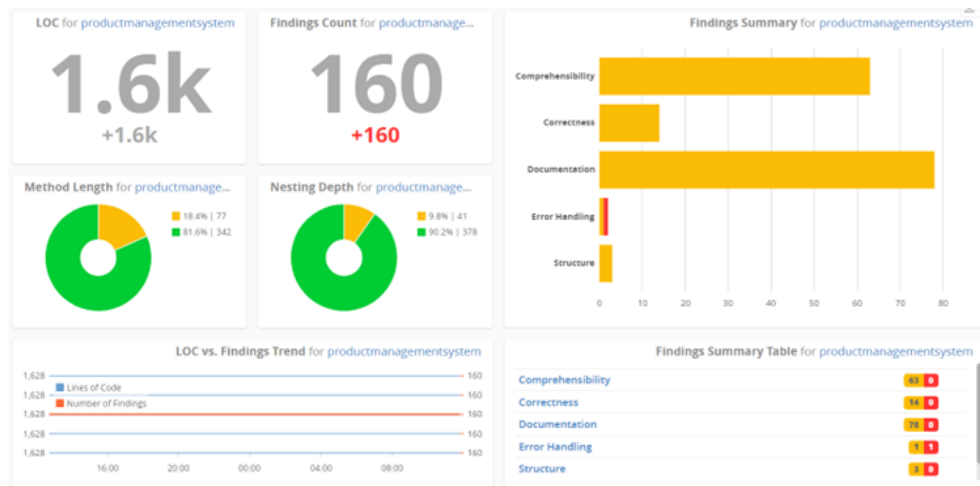 LOC for productmanagementsystem
1.6k
+1.6k
Findings Count for productmanage...
160
+160
Findings Summary for productmanagementsystem
Comprehensibility
Correctness
Documentation
Error Handling
Structure
0 10 20 30 40 50 60 70 80
Method Length for productmanage...
18.4% | 77
81.6% | 342
Nesting Depth for productmanage...
9.8% | 41
90.2% | 378
LOC vs. Findings Trend for productmanagementsystem
1,628 160
1,628 160
1,628 160
1,628 160
1,628 160
Lines of Code
Number of Findings
16:00 20:00 00:00 04:00 08:00
Findings Summary Table for productmanagementsystem
Comprehensibility 63 0
Correctness 14 0
Documentation 78 0
Error Handling 1 1
Structure 3 0